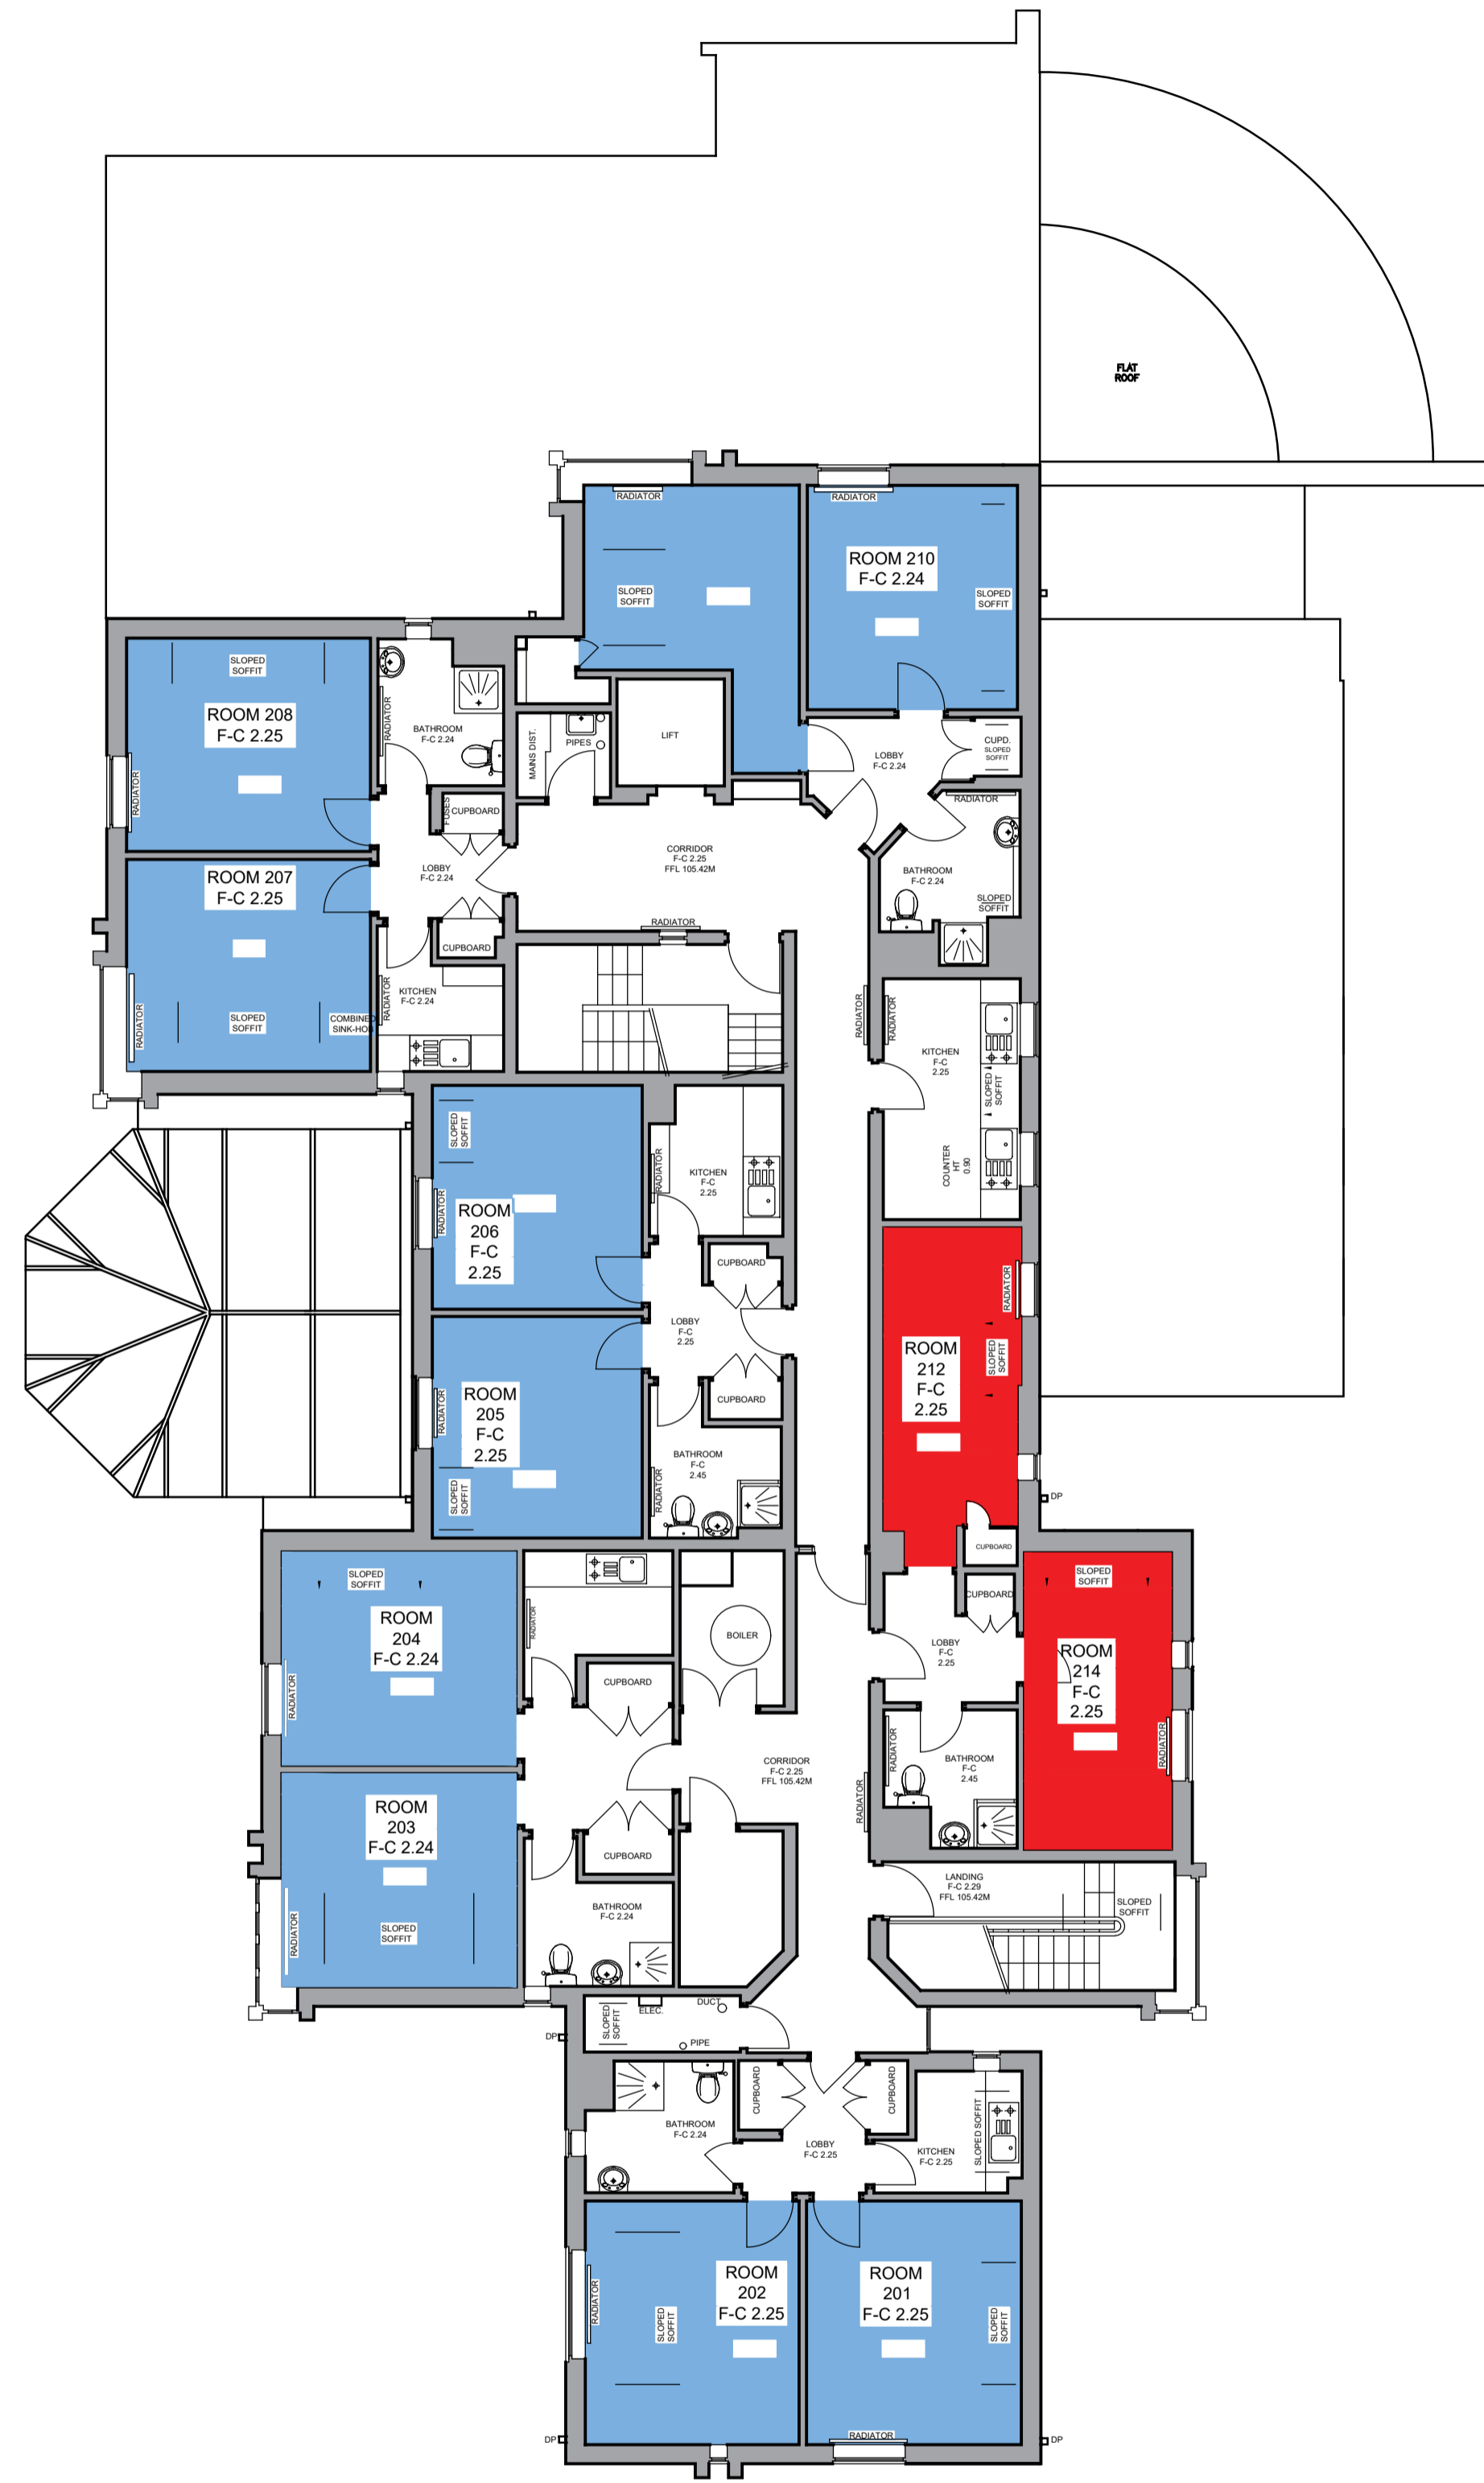 FLAT
ROOF
RADIATOR
RADIATOR
ROOM 210
F-C 2.24
SLOPED
SOFFIT
SLOPED
SOFFIT
SLOPED
SOFFIT
ROOM 208
F-C 2.25
RADIATOR
RADIATOR
BATHROOM
F-C 2.24
MAINS DIST.
PIPES
LIFT
LOBBY
F-C 2.24
CUPD.
SLOPED
SOFFIT
FUSES
CUPBOARD
RADIATOR
CORRIDOR
F-C 2.25
FFL 105.42M
LOBBY
F-C 2.24
BATHROOM
F-C 2.24
SLOPED
SOFFIT
ROOM 207
F-C 2.25
RADIATOR
CUPBOARD
RADIATOR
SLOPED
SOFFIT
COMBINED
SINK-HOB
RADIATOR
KITCHEN
F-C 2.24
RADIATOR
RADIATOR
KITCHEN
F-C
2.25
SLOPED
SOFFIT
COUNTER
HT
0.90
SLOPED
SOFFIT
RADIATOR
ROOM
206
F-C
2.25
RADIATOR
KITCHEN
F-C
2.25
CUPBOARD
LOBBY
F-C
2.25
CUPBOARD
RADIATOR
SLOPED
SOFFIT
ROOM
212
F-C
2.25
RADIATOR
ROOM
205
F-C
2.25
SLOPED
SOFFIT
BATHROOM
F-C
2.45
RADIATOR
DP
CUPBOARD
SLOPED
SOFFIT
ROOM
204
F-C 2.24
RADIATOR
RADIATOR
BOILER
CUPBOARD
CUPBOARD
LOBBY
F-C
2.25
SLOPED
SOFFIT
ROOM
214
F-C
2.25
RADIATOR
RADIATOR
BATHROOM
F-C
2.45
CORRIDOR
F-C 2.25
FFL 105.42M
RADIATOR
ROOM
203
F-C 2.24
RADIATOR
SLOPED
SOFFIT
CUPBOARD
BATHROOM
F-C 2.24
LANDING
F-C 2.29
FFL 105.42M
SLOPED
SOFFIT
DP
SLOPED
SOFFIT
ELEC.
DUCT
PIPE
BATHROOM
F-C 2.24
CUPBOARD
CUPBOARD
LOBBY
F-C 2.25
KITCHEN
F-C 2.25
SLOPED SOFFIT
ROOM
202
F-C 2.25
RADIATOR
SLOPED
SOFFIT
ROOM
201
F-C 2.25
SLOPED
SOFFIT
RADIATOR
DP
DP